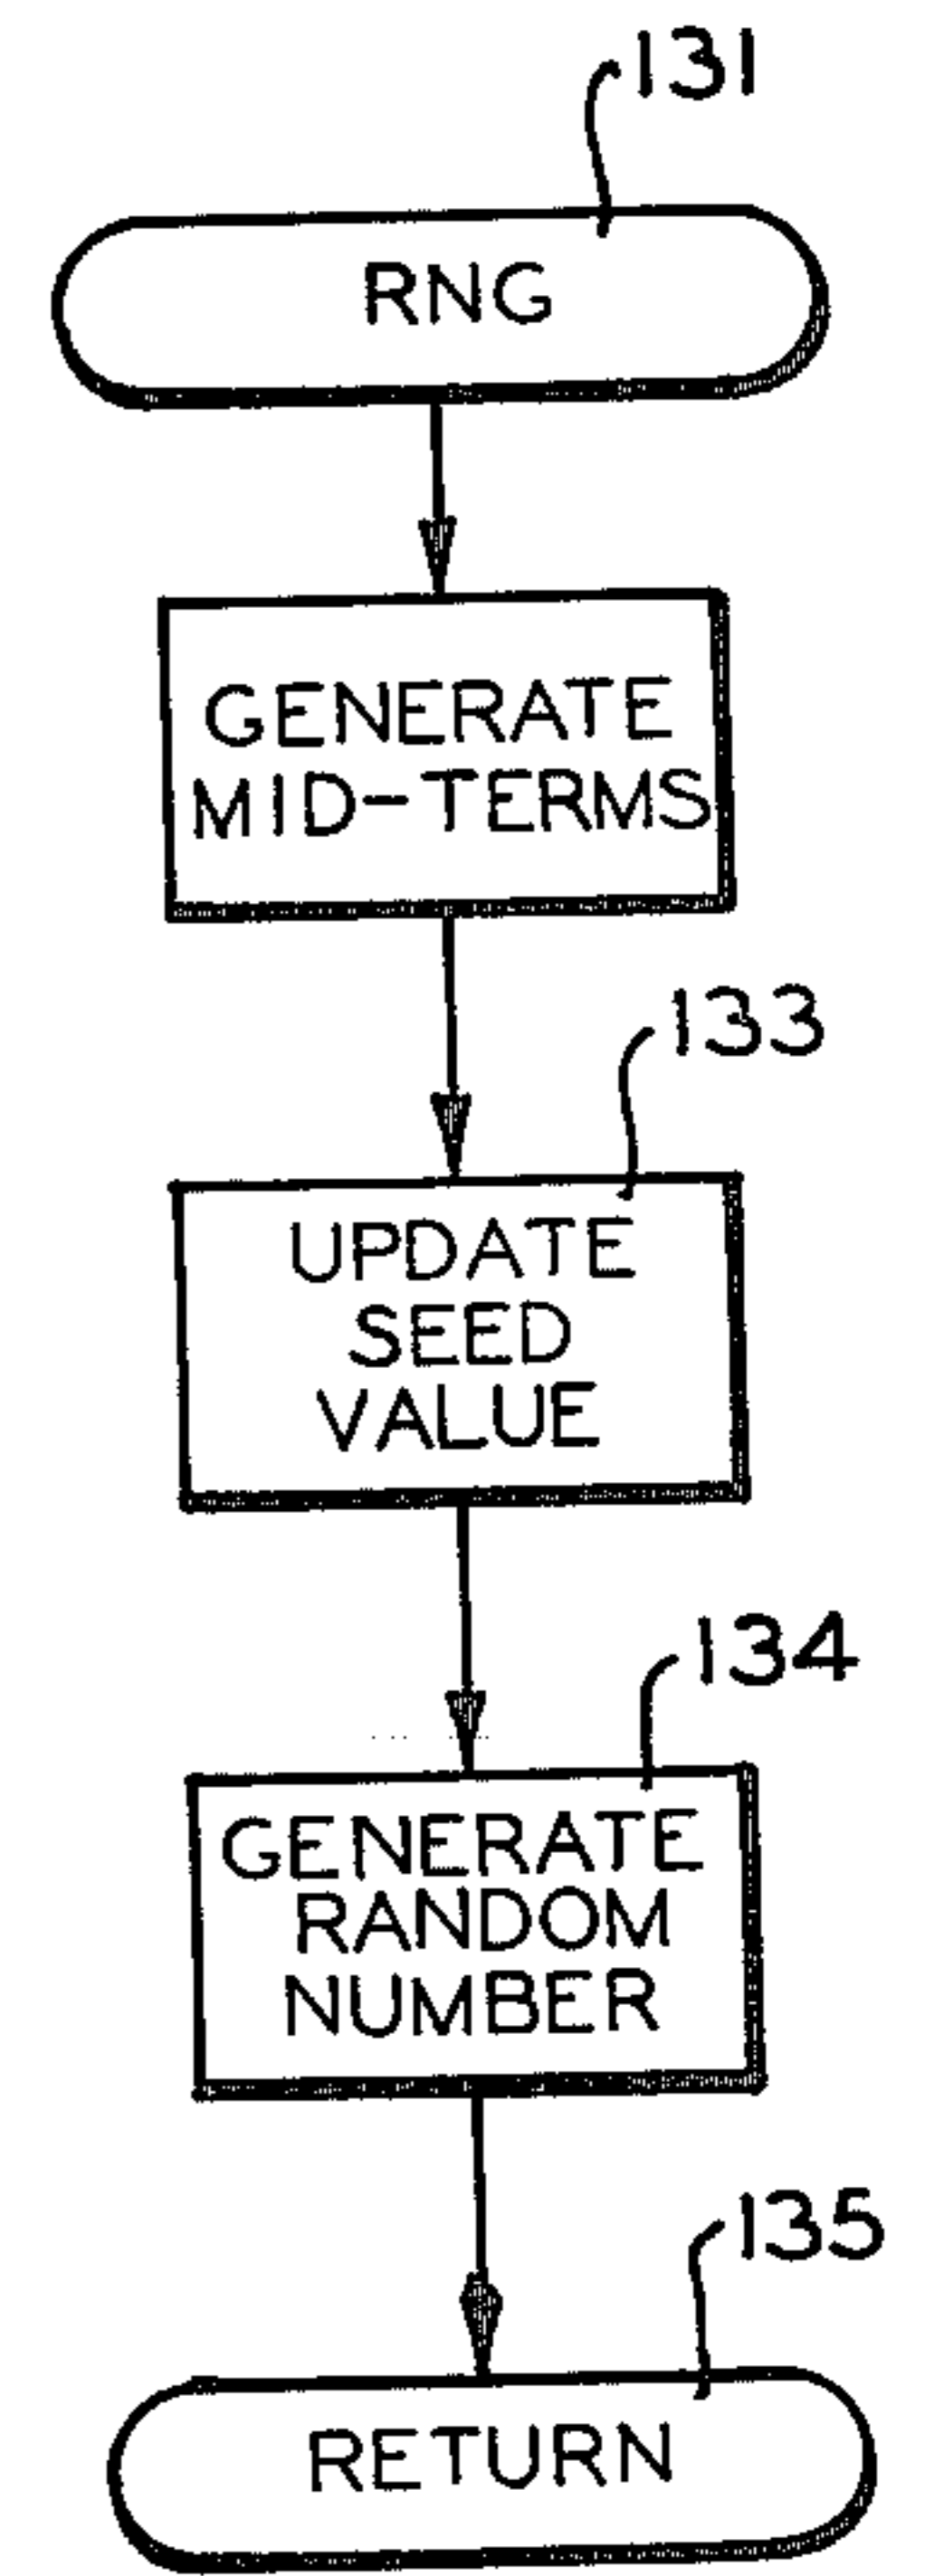 131
RNG
GENERATE
MID-TERMS
133
UPDATE
SEED
VALUE
134
GENERATE
RANDOM
NUMBER
135
RETURN